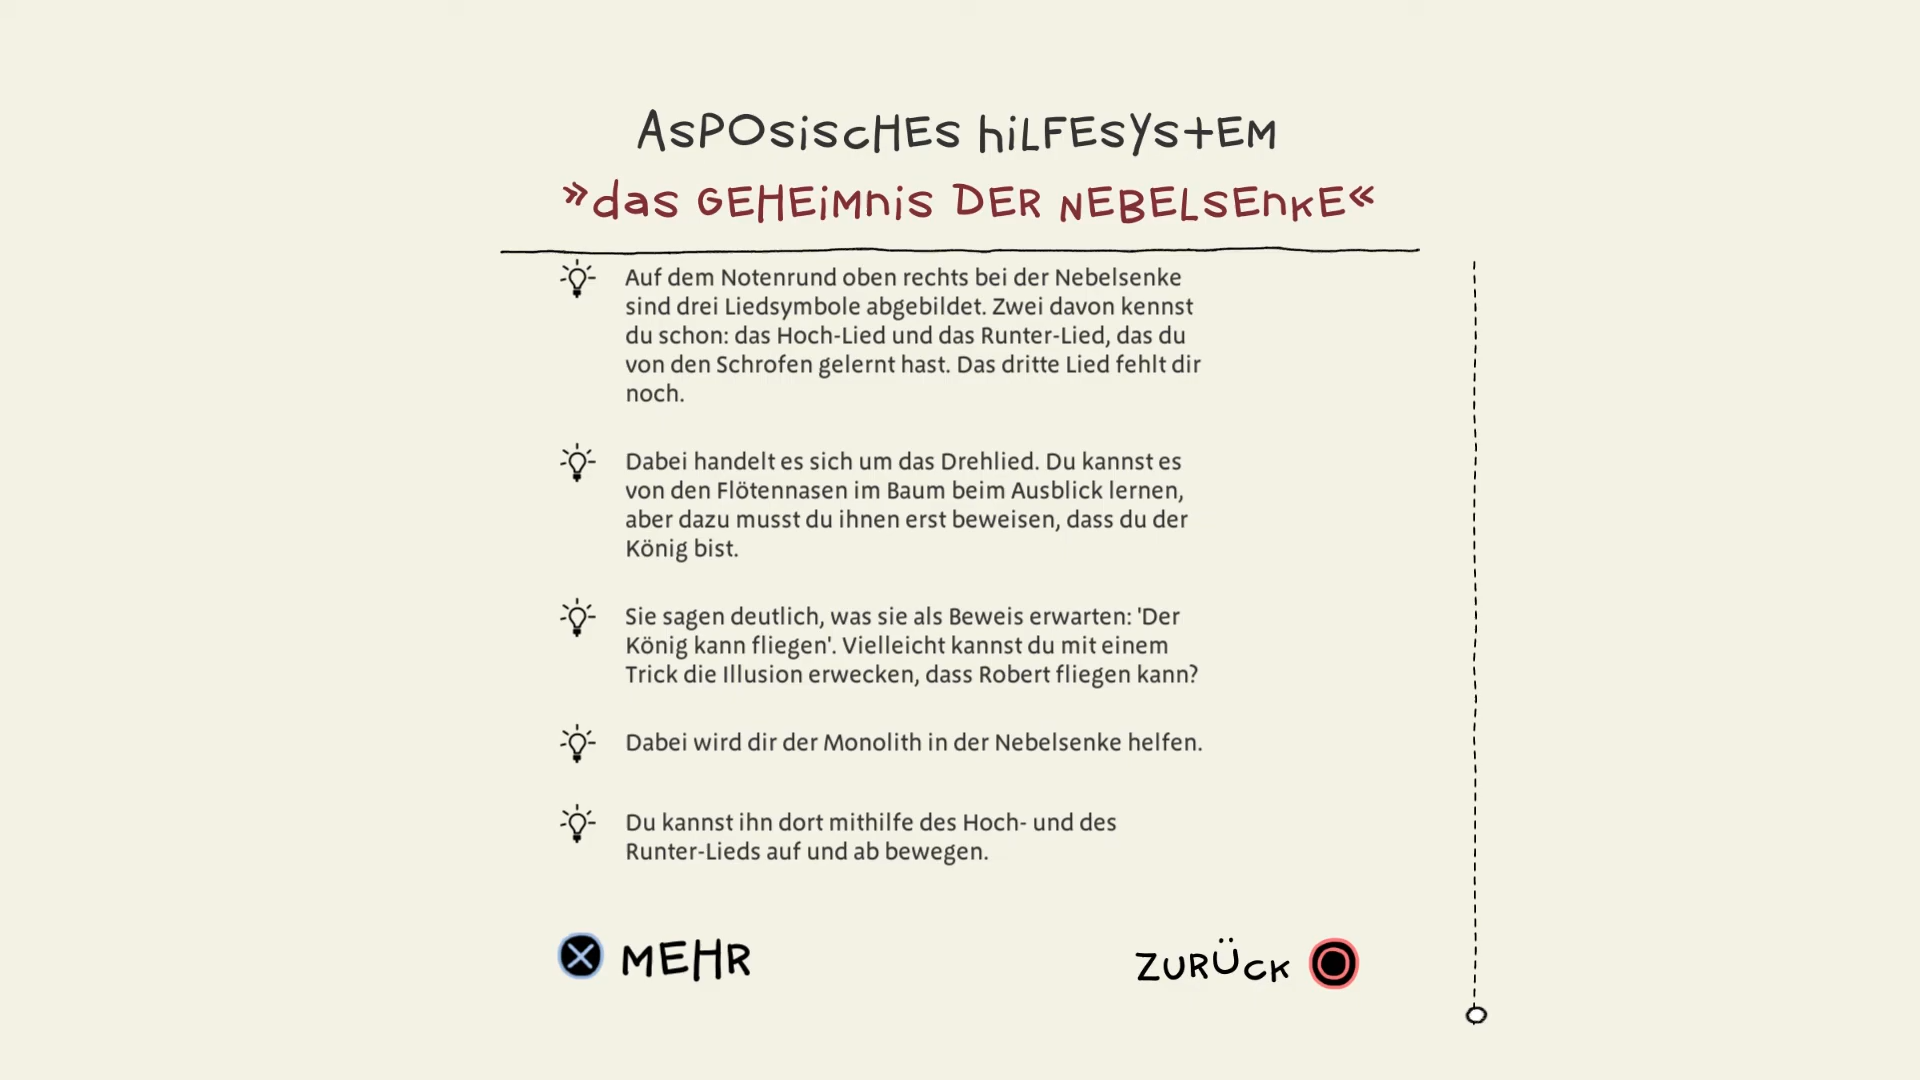 Asposisches Hilfesystem
»Das Geheimnis der Nebelsenke«
Auf dem Notenrund oben rechts bei der Nebelsenke
sind drei Liedsymbole abgebildet. Zwei davon kennst
du schon: das Hoch-Lied und das Runter-Lied, das du
von den Schrofen gelernt hast. Das dritte Lied fehlt dir
noch.
Dabei handelt es sich um das Drehlied. Du kannst es
von den Flötennasen im Baum beim Ausblick lernen,
aber dazu musst du ihnen erst beweisen, dass du der
König bist.
Sie sagen deutlich, was sie als Beweis erwarten: 'Der
König kann fliegen'. Vielleicht kannst du mit einem
Trick die Illusion erwecken, dass Robert fliegen kann?
Dabei wird dir der Monolith in der Nebelsenke helfen.
Du kannst ihn dort mithilfe des Hoch- und des
Runter-Lieds auf und ab bewegen.
Mehr
Zurück